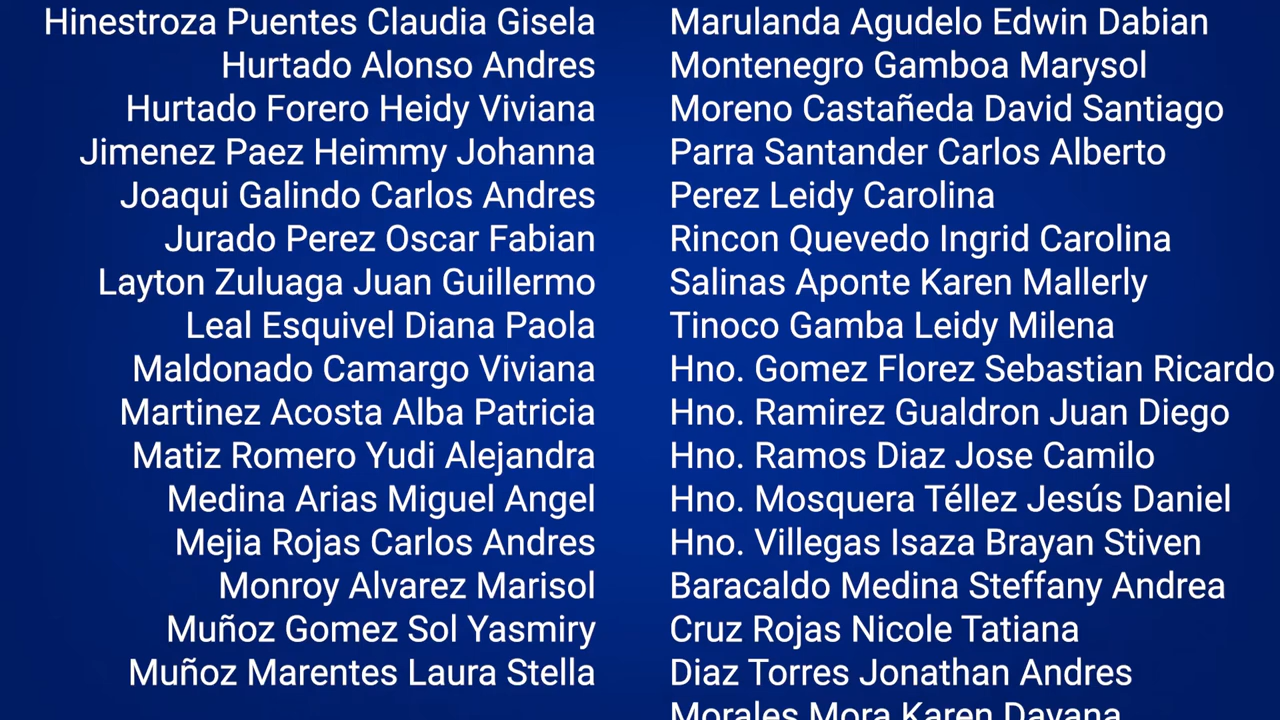 Hinestroza Puentes Claudia Gisela
Hurtado Alonso Andres
Hurtado Forero Heidy Viviana
Jimenez Paez Heimmy Johanna
Joaqui Galindo Carlos Andres
Jurado Perez Oscar Fabian
Layton Zuluaga Juan Guillermo
Leal Esquivel Diana Paola
Maldonado Camargo Viviana
Martinez Acosta Alba Patricia
Matiz Romero Yudi Alejandra
Medina Arias Miguel Angel
Mejia Rojas Carlos Andres
Monroy Alvarez Marisol
Muñoz Gomez Sol Yasmiry
Muñoz Marentes Laura Stella
Marulanda Agudelo Edwin Dabian
Montenegro Gamboa Marysol
Moreno Castañeda David Santiago
Parra Santander Carlos Alberto
Perez Leidy Carolina
Rincon Quevedo Ingrid Carolina
Salinas Aponte Karen Mallerly
Tinoco Gamba Leidy Milena
Hno. Gomez Florez Sebastian Ricardo
Hno. Ramirez Gualdron Juan Diego
Hno. Ramos Diaz Jose Camilo
Hno. Mosquera Téllez Jesús Daniel
Hno. Villegas Isaza Brayan Stiven
Baracaldo Medina Steffany Andrea
Cruz Rojas Nicole Tatiana
Diaz Torres Jonathan Andres
Morales Mora Karen Dayana